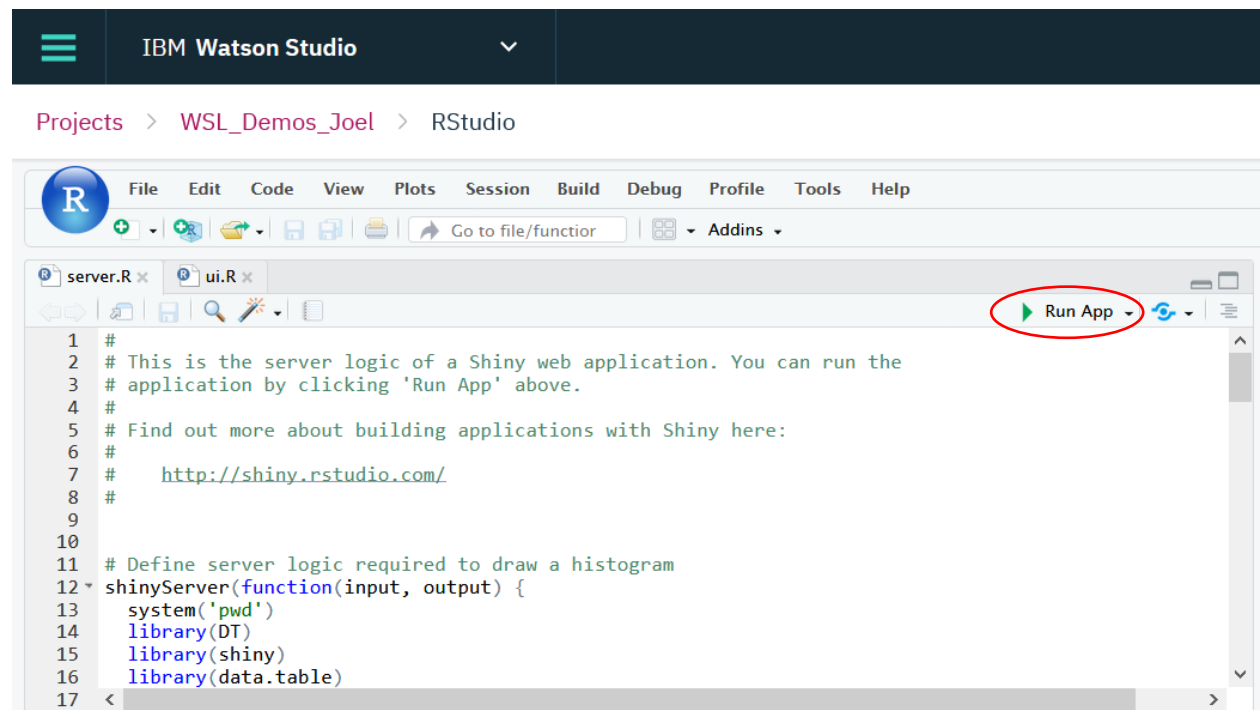 IBM Watson Studio
Projects > WSL_Demos_Joel > RStudio
R File Edit Code View Plots Session Build Debug Profile Tools Help
Go to file/functior Addins
server.R × ui.R ×
Run App
1 #
2 # This is the server logic of a Shiny web application. You can run the
3 # application by clicking 'Run App' above.
4 #
5 # Find out more about building applications with Shiny here:
6 #
7 #    http://shiny.rstudio.com/
8 #
9
10
11 # Define server logic required to draw a histogram
12 shinyServer(function(input, output) {
13   system('pwd')
14   library(DT)
15   library(shiny)
16   library(data.table)
17